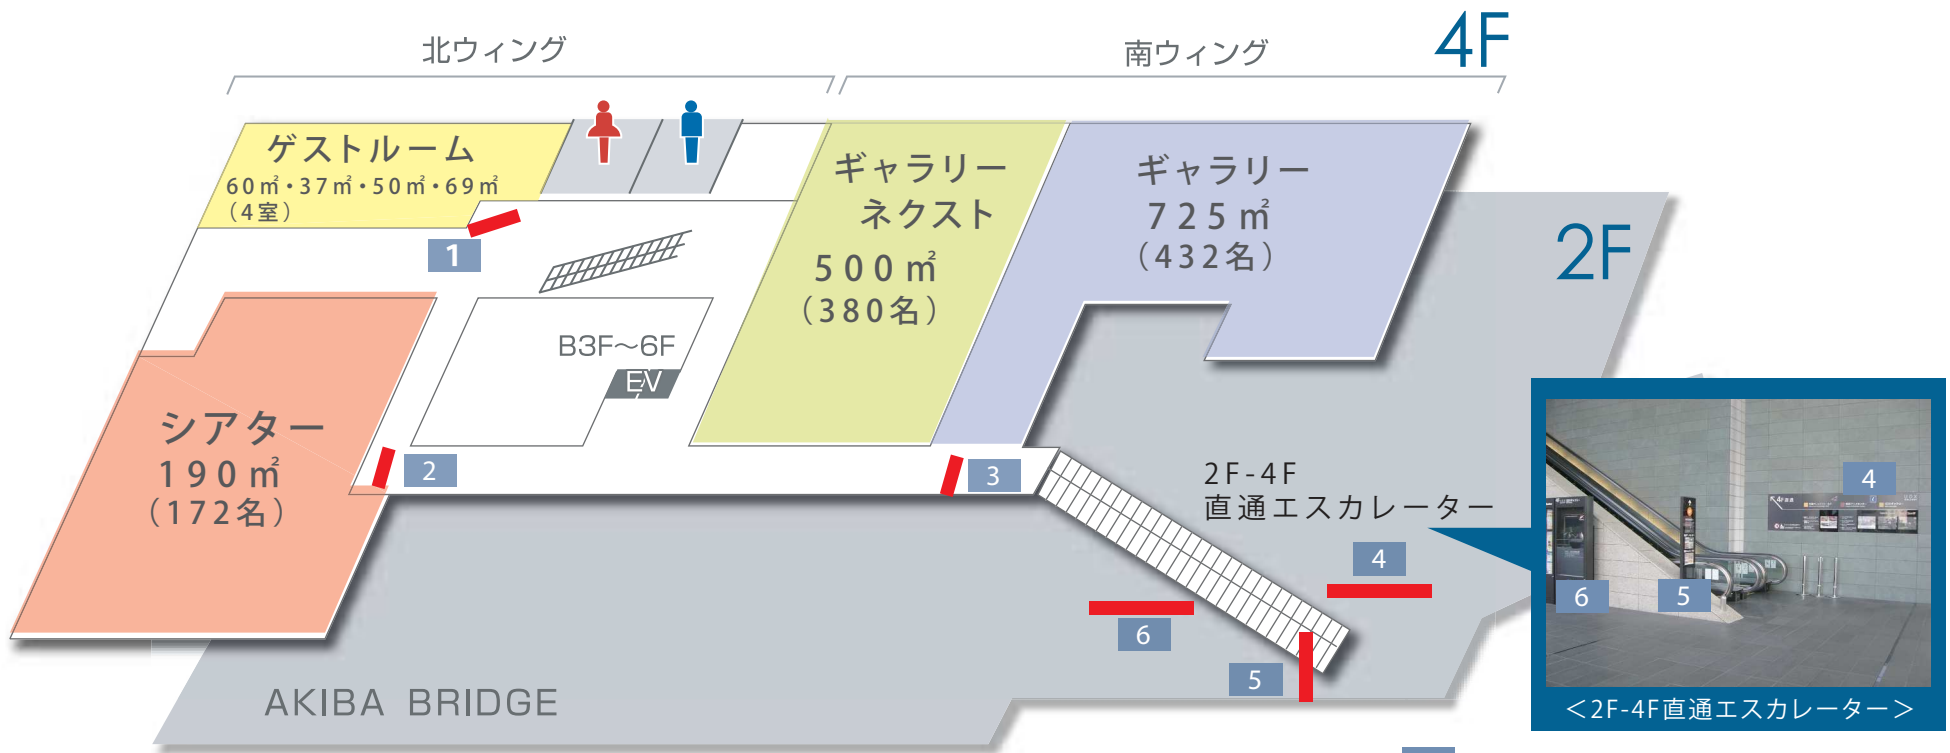 北ウィング
南ウィング
4F
ゲストルーム
60㎡・37㎡・50㎡・69㎡
（4室）
1
ギャラリー
ネクスト
500㎡
（380名）
ギャラリー
725㎡
（432名）
2F
B3F～6F
EV
シアター
190㎡
（172名）
2
3
2F-4F
直通エスカレーター
4
6
5
AKIBA BRIDGE
4F
4
6
5
＜2F-4F直通エスカレーター＞